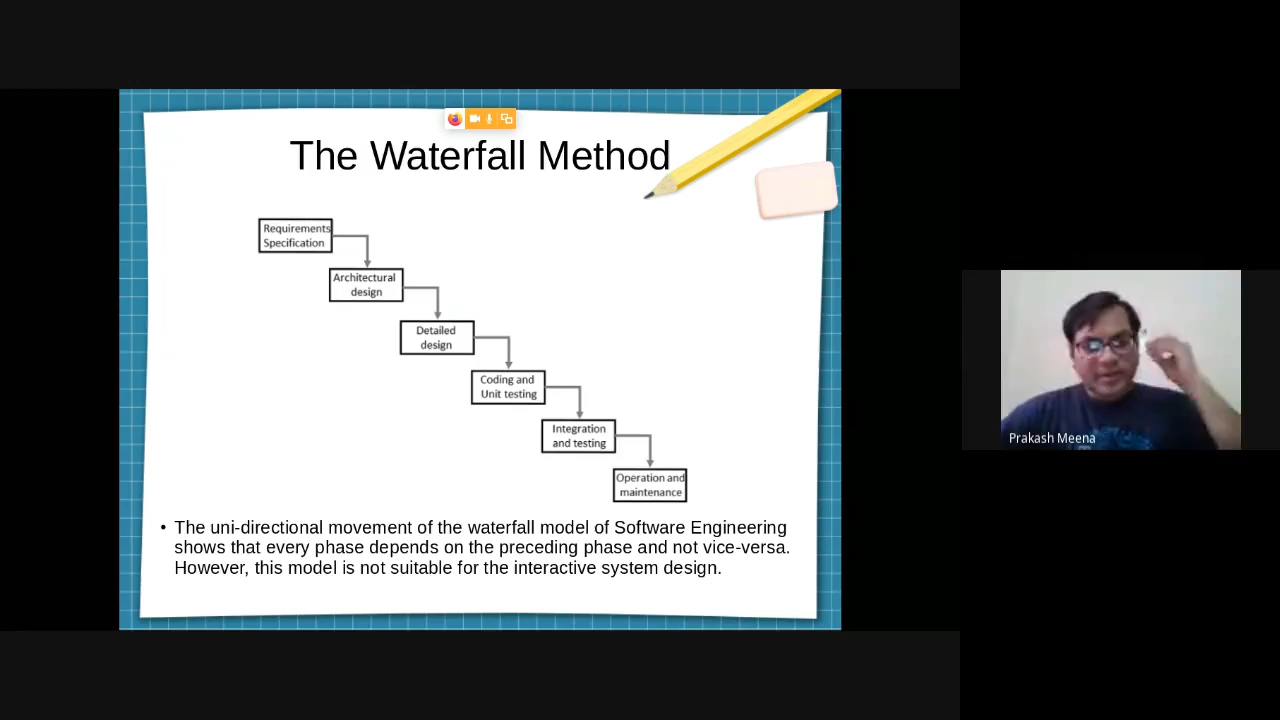 The Waterfall Method
Requirements
Specification
Architectural
design
Detailed
design
Coding and
Unit testing
Integration
and testing
Operation and
maintenance
• The uni-directional movement of the waterfall model of Software Engineering
shows that every phase depends on the preceding phase and not vice-versa.
However, this model is not suitable for the interactive system design.
Prakash Meena